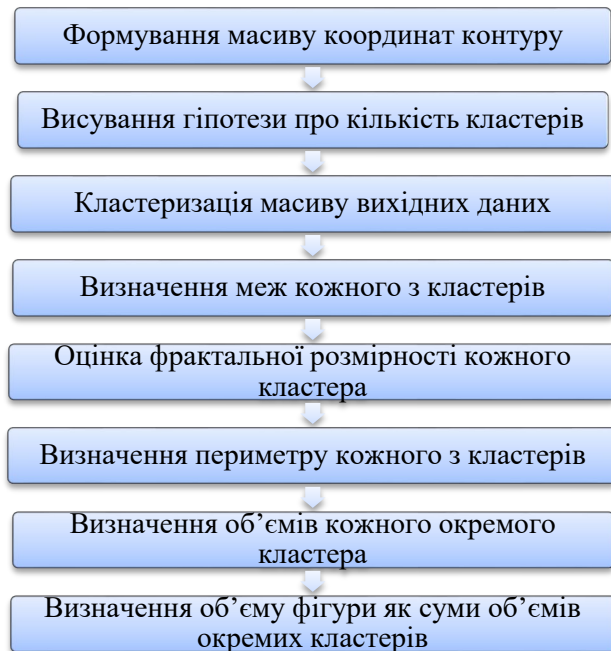 Формування масиву координат контуру
Висування гіпотези про кількість кластерів
Кластеризація масиву вихідних даних
Визначення меж кожного з кластерів
Оцінка фрактальної розмірності кожного
кластера
Визначення периметру кожного з кластерів
Визначення об’ємів кожного окремого
кластера
Визначення об’єму фігури як суми об’ємів
окремих кластерів